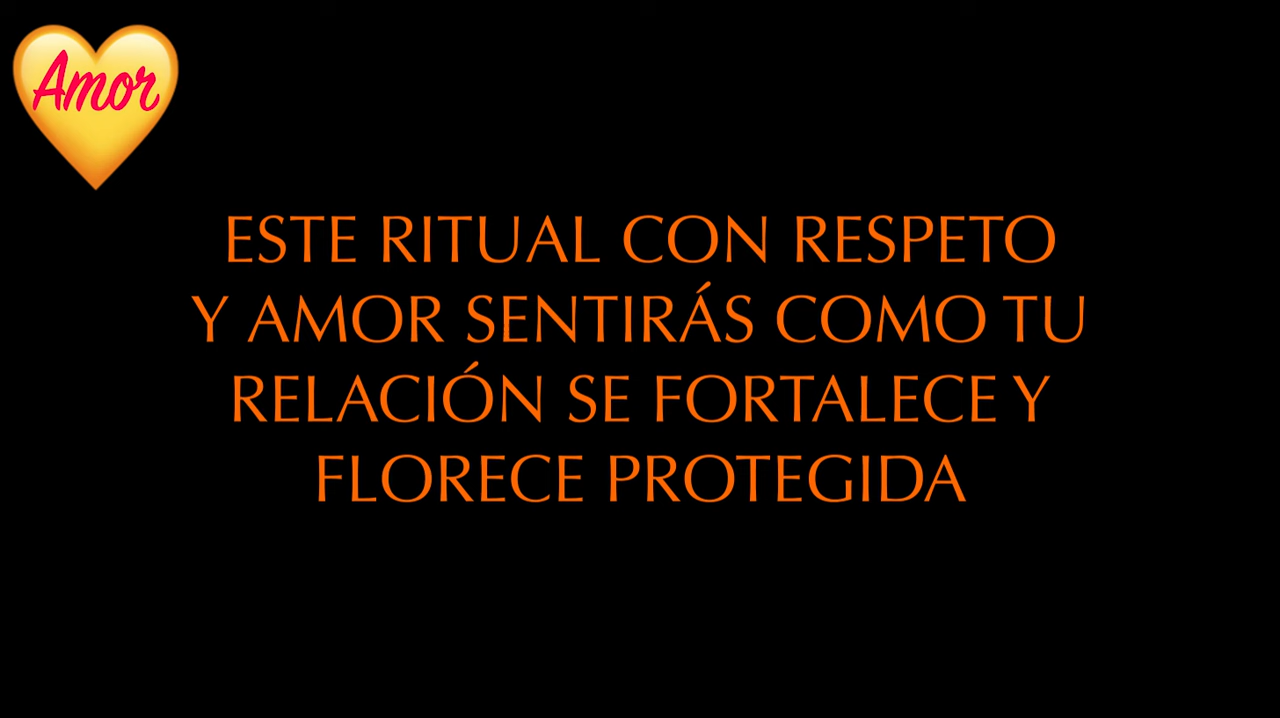 Amor
ESTE RITUAL CON RESPETO
Y AMOR SENTIRÁS COMO TU
RELACIÓN SE FORTALECE Y
FLORECE PROTEGIDA